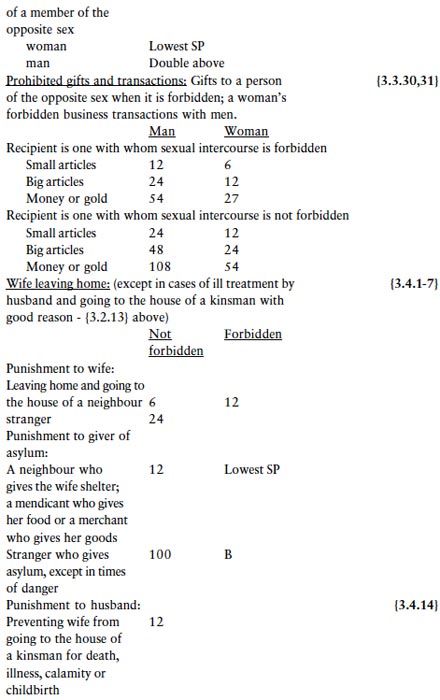 of a member of the
opposite sex
woman Lowest SP
man Double above
Prohibited gifts and transactions: Gifts to a person {3.3.30,31}
of the opposite sex when it is forbidden; a woman's
forbidden business transactions with men.
Man Woman
Recipient is one with whom sexual intercourse is forbidden
Small articles 12 6
Big articles 24 12
Money or gold 54 27
Recipient is one with whom sexual intercourse is not forbidden
Small articles 24 12
Big articles 48 24
Money or gold 108 54
Wife leaving home: (except in cases of ill treatment by {3.4.1-7}
husband and going to the house of a kinsman with
good reason - {3.2.13} above)
Not Forbidden
forbidden
Punishment to wife:
Leaving home and going to
the house of a neighbour 6 12
stranger 24
Punishment to giver of
asylum:
A neighbour who 12 Lowest SP
gives the wife shelter;
a mendicant who gives
her food or a merchant
who gives her goods
Stranger who gives 100 B
asylum, except in times
of danger
Punishment to husband: {3.4.14}
Preventing wife from 12
going to the house of
a kinsman for death,
illness, calamity or
childbirth